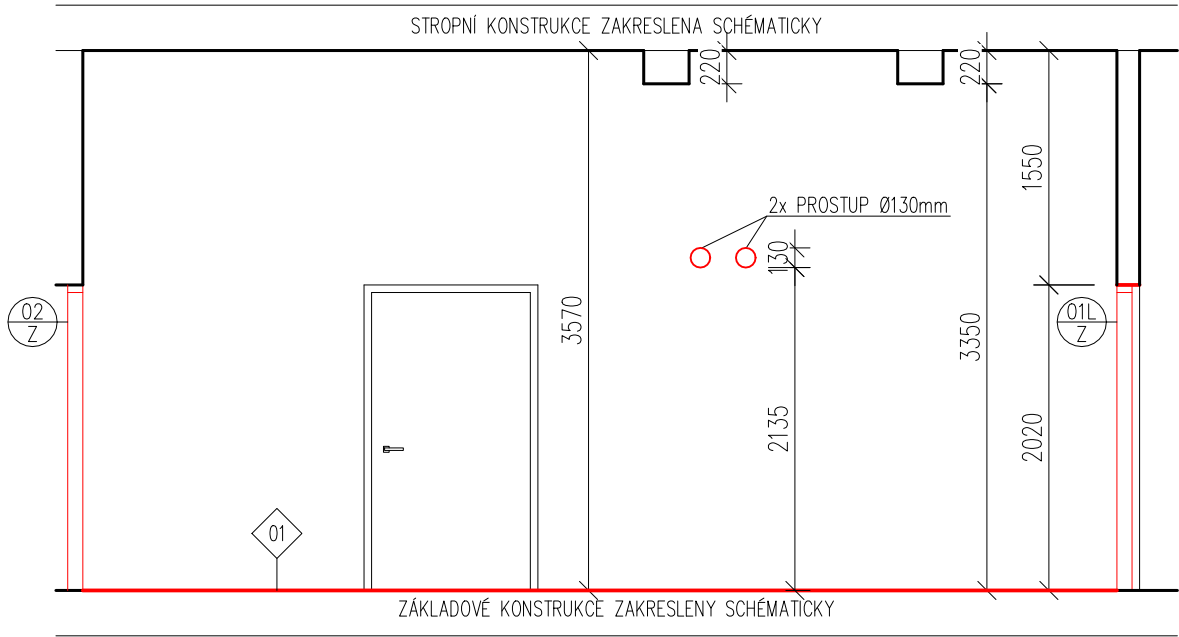 STROPNÍ KONSTRUKCE ZAKRESLENA SCHÉMATICKY
220
220
1550
2x PROSTUP Ø130mm
130
02
Z
3570
3350
01L
Z
2135
2020
01
ZÁKLADOVÉ KONSTRUKCE ZAKRESLENY SCHÉMATICKY